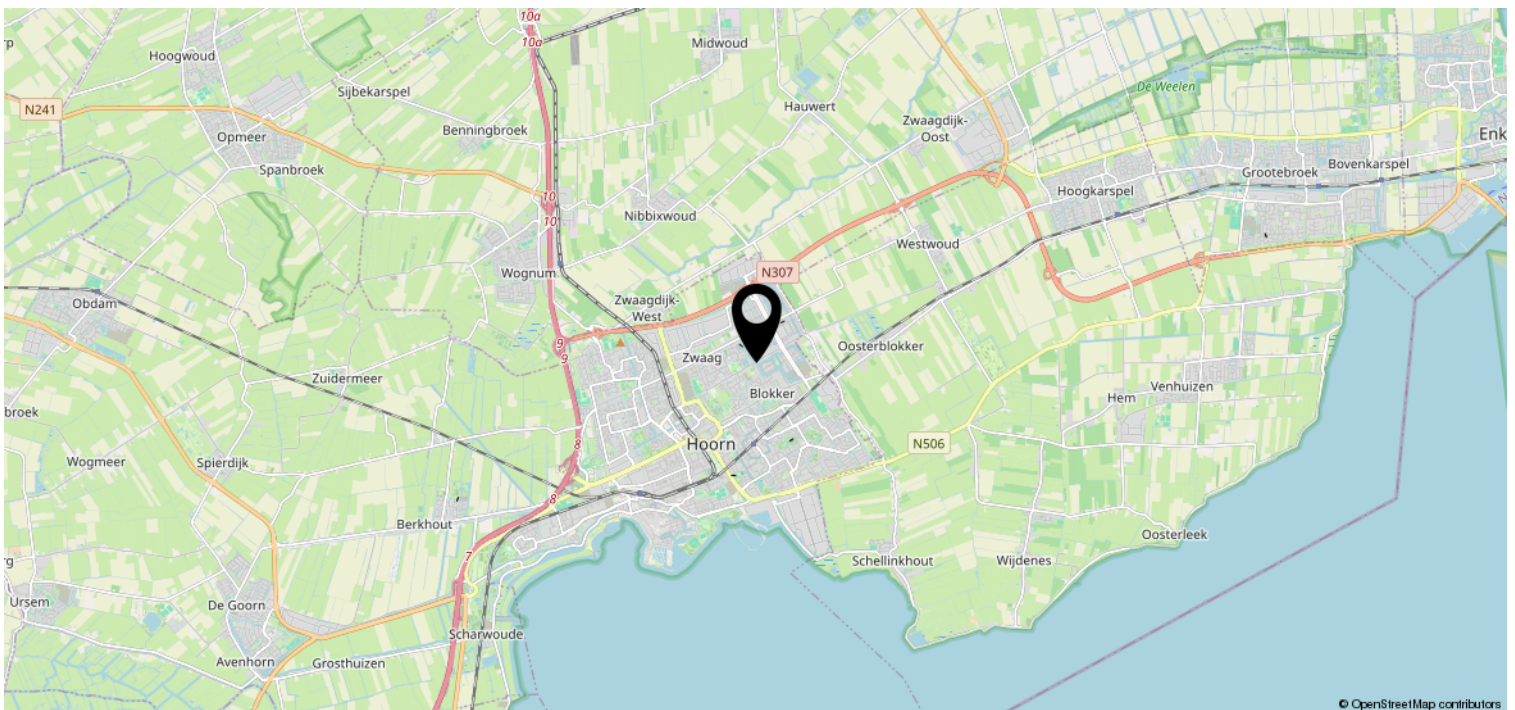 10a
10a
Midwoud
Hoogwoud
De Weelen
Sijbekarspel
Hauwert
N241
Zwaagdijk-
Oost
Benningbroek
Opmeer
Enk
Bovenkarspel
Spanbroek
Grootebroek
Hoogkarspel
10
10
Nibbixwoud
Westwoud
Wognum
N307
Obdam
Zwaagdijk-
West
9
9
Zwaag
Oosterblokker
Zuidermeer
Venhuizen
Blokker
Hem
broek
Hoorn
N506
8
Wogmeer
Spierdijk
8
Berkhout
Oosterleek
7
Schellinkhout
Wijdenes
Ursem
De Goorn
Scharwoude
Avenhorn
Grosthuizen
© OpenStreetMap contributors